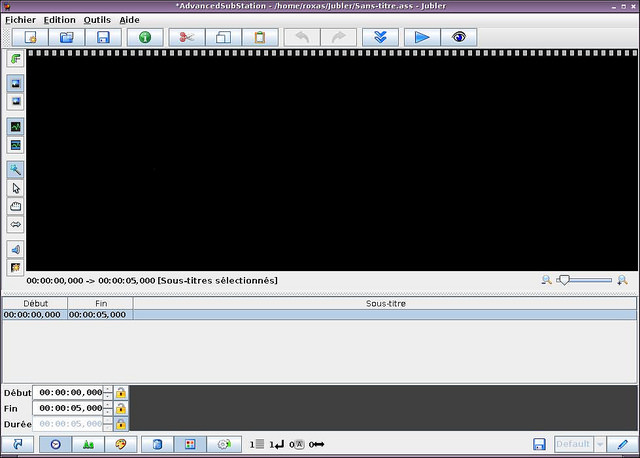 *AdvancedSubStation - /home/roxas/Jubler/Sans-titre.ass - Jubler
Fichier Edition Outils Aide
00:00:00,000 -> 00:00:05,000 [Sous-titres sélectionnés]
Début Fin Sous-titre
00:00:00,000 00:00:05,000
Début 00:00:00,000
Fin 00:00:05,000
Durée 00:00:05,000
1 1 0 A 0 Default